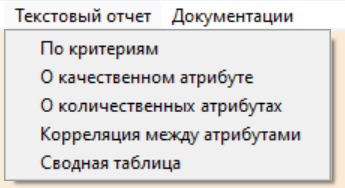 Текстовый отчет Документации
По критериям
О качественном атрибуте
О количественных атрибутах
Корреляция между атрибутами
Сводная таблица